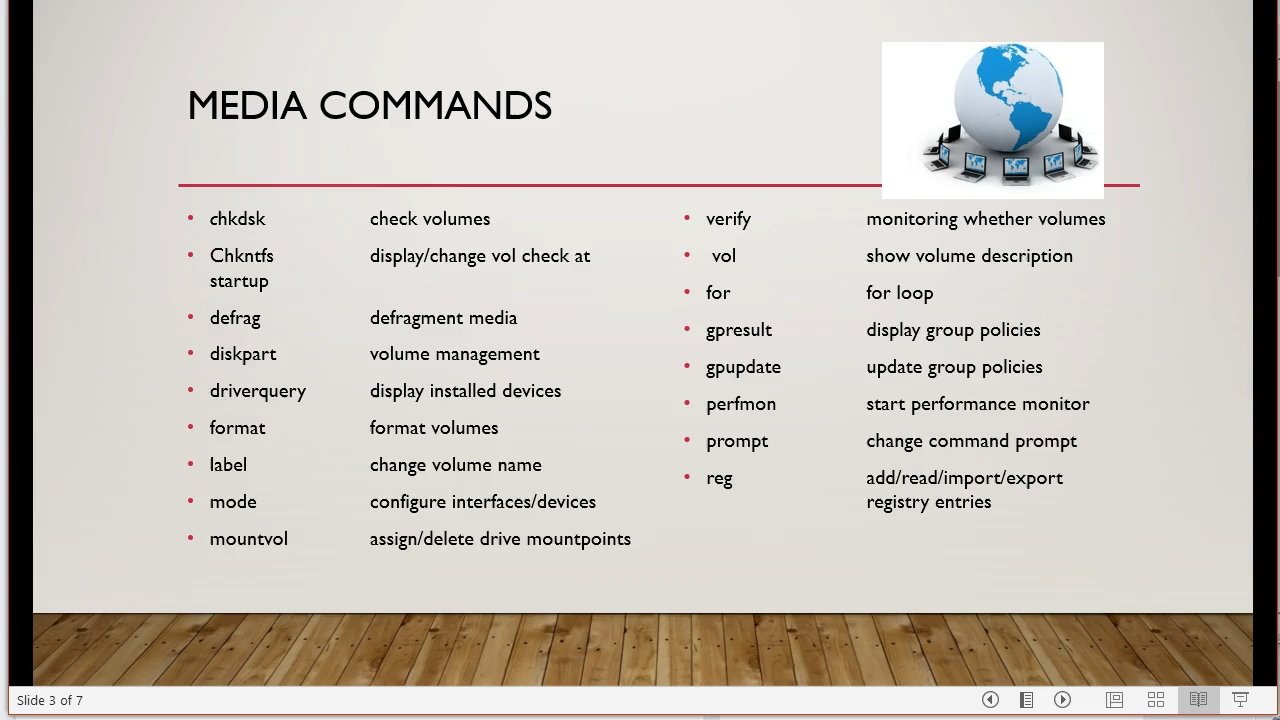 MEDIA COMMANDS
• chkdsk check volumes
• Chkntfs display/change vol check at
startup
• defrag defragment media
• diskpart volume management
• driverquery display installed devices
• format format volumes
• label change volume name
• mode configure interfaces/devices
• mountvol assign/delete drive mountpoints
• verify monitoring whether volumes
• vol show volume description
• for for loop
• gpresult display group policies
• gpupdate update group policies
• perfmon start performance monitor
• prompt change command prompt
• reg add/read/import/export
registry entries
Slide 3 of 7